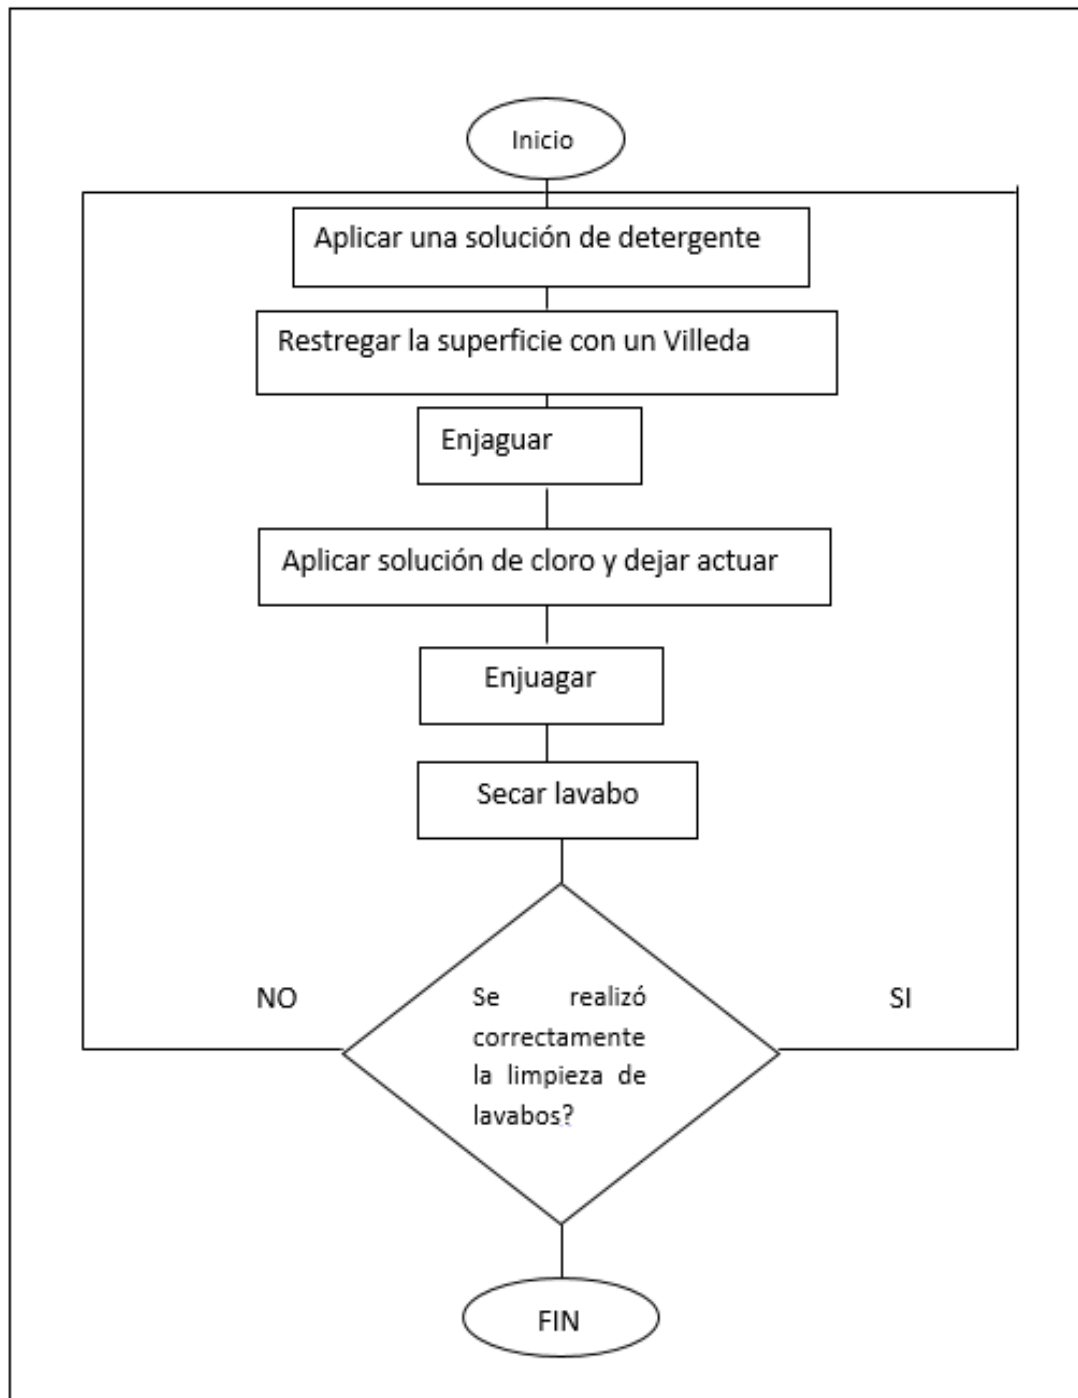 Inicio
Aplicar una solución de detergente
Restregar la superficie con un Villeda
Enjaguar
Aplicar solución de cloro y dejar actuar
Enjuagar
Secar lavabo
NO
Se realizó
correctamente
la limpieza de
lavabos?
SI
FIN